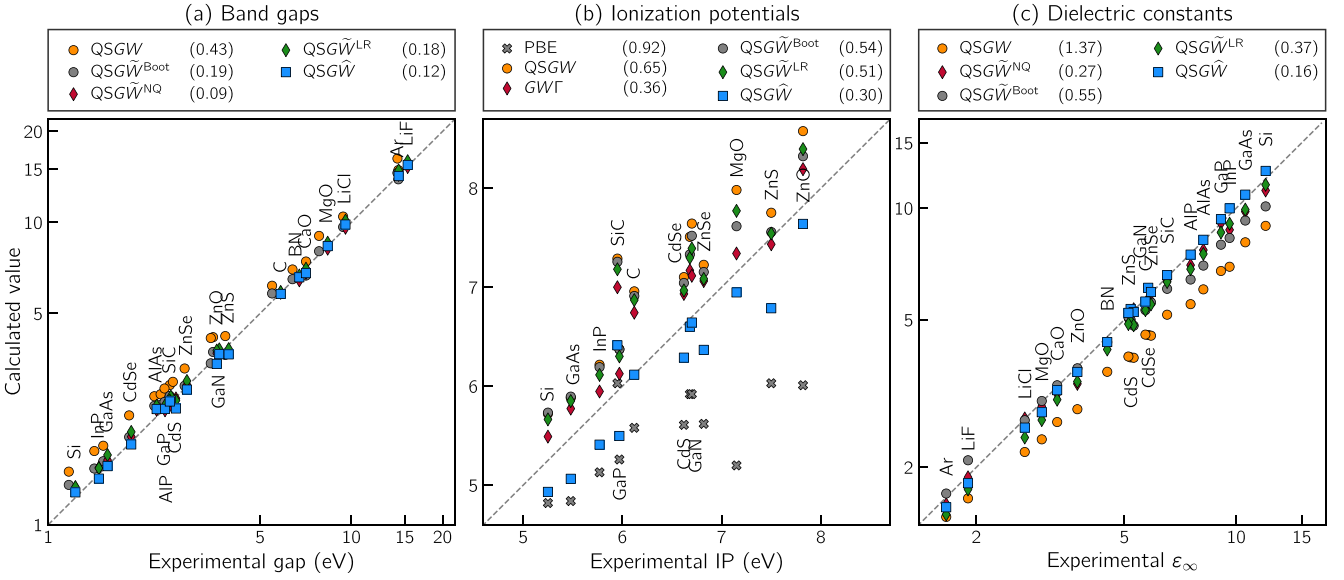 (a) Band gaps
QSGW (0.43)
QSGW̃ᴮᵒᵒᵗ (0.19)
QSGW̃ᴺQ (0.09)
QSGW̃ᴸᴿ (0.18)
QSGŴ (0.12)
20
15
10
5
1
Calculated value
Si
InP
GaAs
CdSe
AlAs
SiC
AlP
GaP
CdS
ZnSe
ZnO
ZnS
GaN
C
BN
CaO
MgO
LiCl
Ar
LiF
1 5 10 15 20
Experimental gap (eV)
(b) Ionization potentials
PBE (0.92)
QSGW (0.65)
GWΓ (0.36)
QSGW̃ᴮᵒᵒᵗ (0.54)
QSGW̃ᴸᴿ (0.51)
QSGŴ (0.30)
8
7
6
5
Si
GaAs
InP
SiC
GaP
C
CdSe
CdS
GaN
ZnSe
MgO
ZnS
ZnO
5 6 7 8
Experimental IP (eV)
(c) Dielectric constants
QSGW (1.37)
QSGW̃ᴺQ (0.27)
QSGW̃ᴮᵒᵒᵗ (0.55)
QSGW̃ᴸᴿ (0.37)
QSGŴ (0.16)
15
10
5
2
Ar
LiF
LiCl
MgO
CaO
ZnO
BN
ZnS
CdS
GaN
C
CdSe
ZnSe
SiC
AlP
AlAs
GaP
InP
GaAs
Si
2 5 10 15
Experimental ε∞